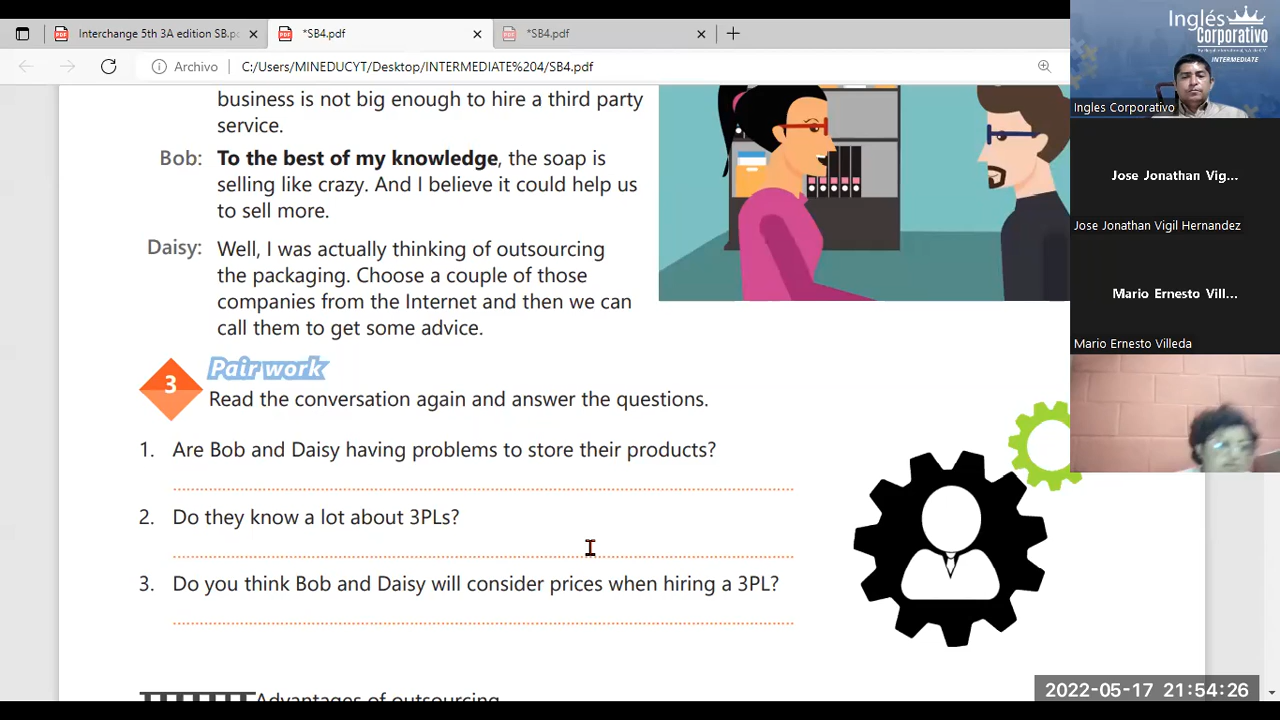 Interchange 5th 3A edition SB.p
*SB4.pdf
*SB4.pdf
Archivo
C:/Users/MINEDUCYT/Desktop/INTERMEDIATE%204/SB4.pdf
business is not big enough to hire a third party
service.
Bob: To the best of my knowledge, the soap is
selling like crazy. And I believe it could help us
to sell more.
Daisy: Well, I was actually thinking of outsourcing
the packaging. Choose a couple of those
companies from the Internet and then we can
call them to get some advice.
3 Pair work
Read the conversation again and answer the questions.
1. Are Bob and Daisy having problems to store their products?
2. Do they know a lot about 3PLs?
3. Do you think Bob and Daisy will consider prices when hiring a 3PL?
Advantages of outsourcing
Inglés
Corporativo
INTERMEDIATE
Ingles Corporativo
Jose Jonathan Vig...
Jose Jonathan Vigil Hernandez
Mario Ernesto Vill...
Mario Ernesto Villeda
2022-05-17 21:54:26